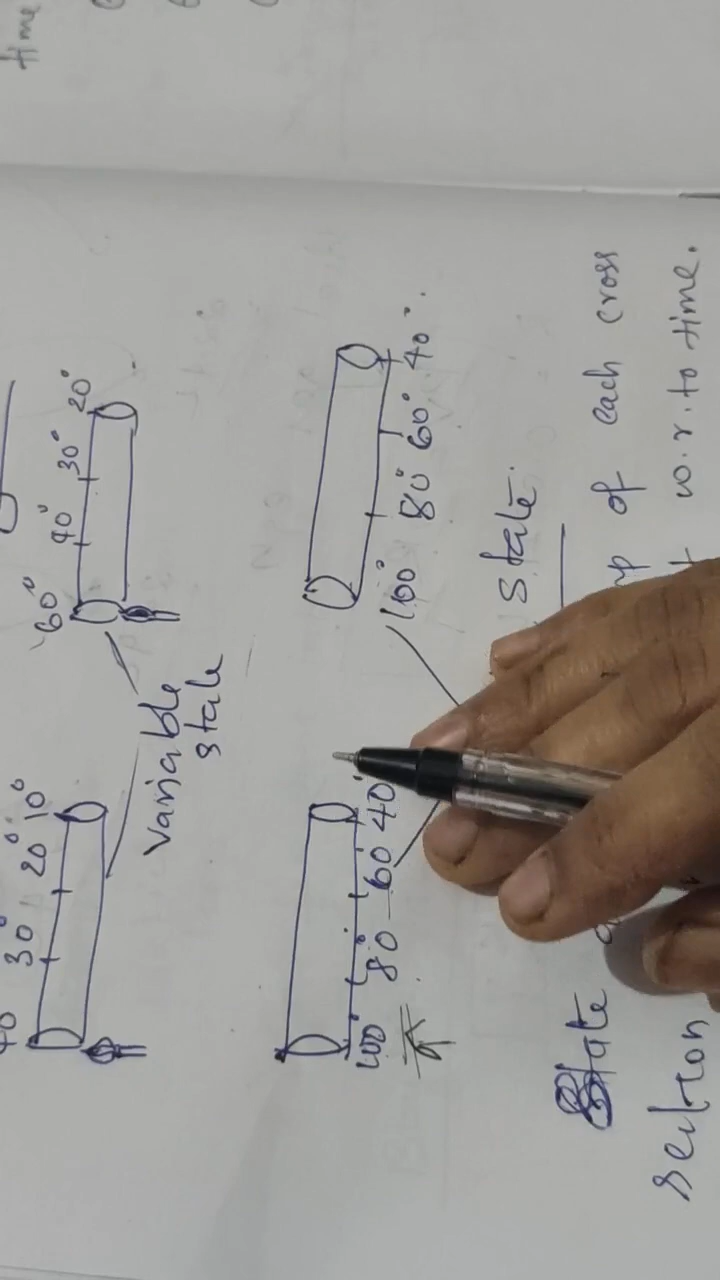 time
40 30° 20° 10°
60° 40° 30° 20°
Variable
state
100° 80° 60° 40°
100° 80° 60° 40°.
state.
State of each cross
section w.r.to time.